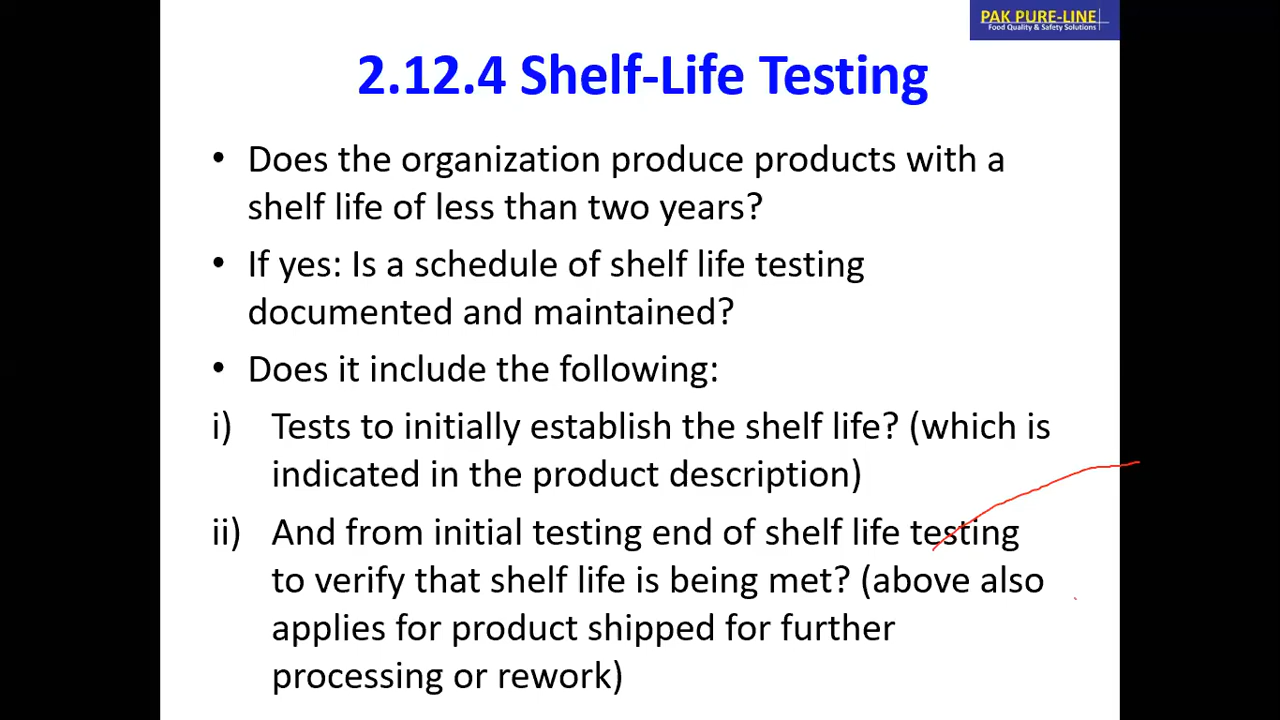 PAK PURE-LINE
Food Quality & Safety Solutions
2.12.4 Shelf-Life Testing
• Does the organization produce products with a
shelf life of less than two years?
• If yes: Is a schedule of shelf life testing
documented and maintained?
• Does it include the following:
i) Tests to initially establish the shelf life? (which is
indicated in the product description)
ii) And from initial testing end of shelf life testing
to verify that shelf life is being met? (above also
applies for product shipped for further
processing or rework)